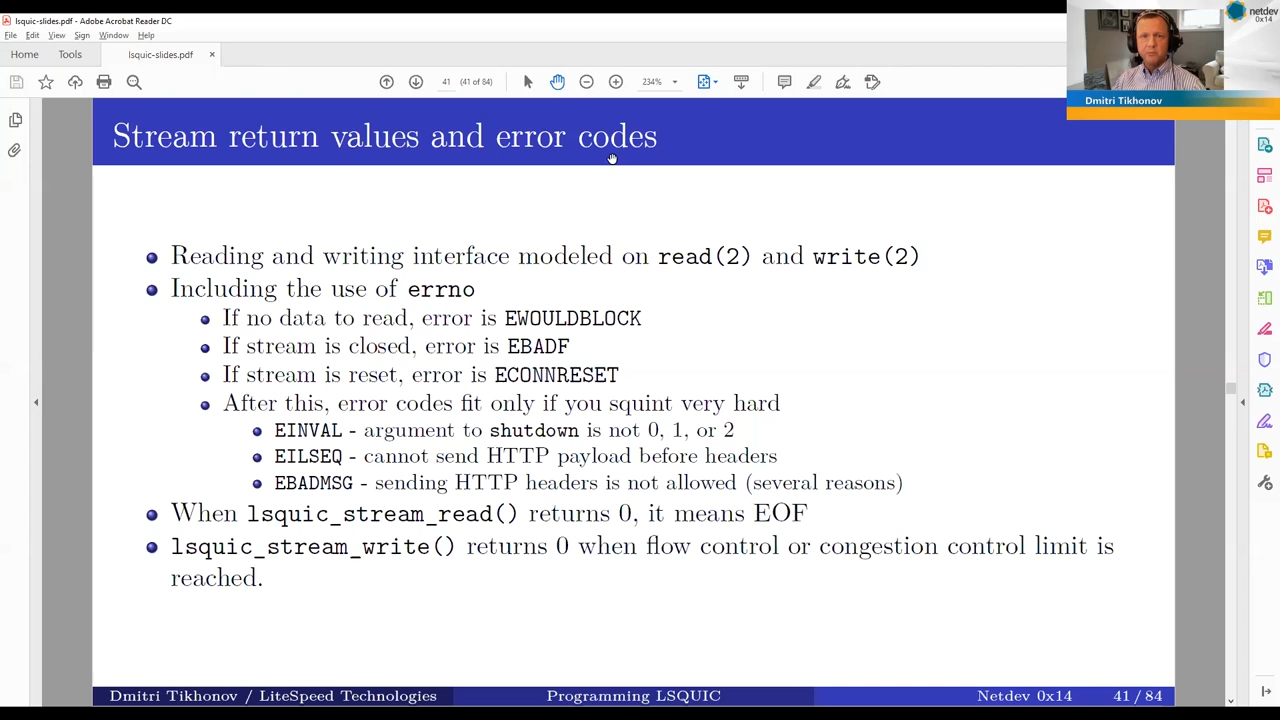 lsquic-slides.pdf - Adobe Acrobat Reader DC
File Edit View Sign Window Help
Home Tools lsquic-slides.pdf ×
41 (41 of 84) 234%
netdev
0x14
Dmitri Tikhonov
Stream return values and error codes
Reading and writing interface modeled on read(2) and write(2)
Including the use of errno
If no data to read, error is EWOULDBLOCK
If stream is closed, error is EBADF
If stream is reset, error is ECONNRESET
After this, error codes fit only if you squint very hard
EINVAL - argument to shutdown is not 0, 1, or 2
EILSEQ - cannot send HTTP payload before headers
EBADMSG - sending HTTP headers is not allowed (several reasons)
When lsquic_stream_read() returns 0, it means EOF
lsquic_stream_write() returns 0 when flow control or congestion control limit is
reached.
Dmitri Tikhonov / LiteSpeed Technologies Programming LSQUIC Netdev 0x14 41 / 84